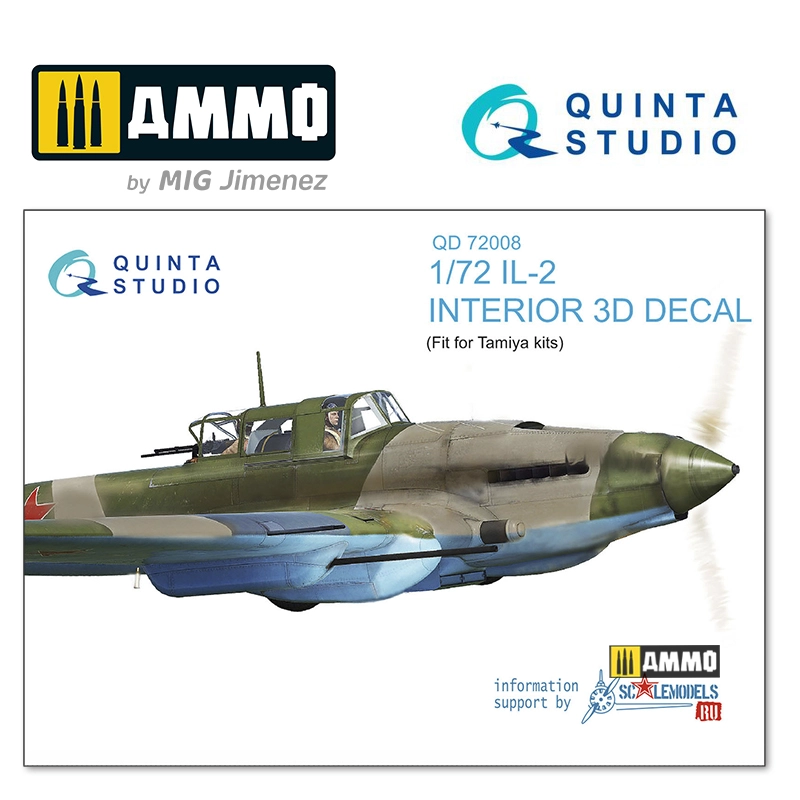 AMMO
by MIG Jimenez
QUINTA
STUDIO
QUINTA
STUDIO
QD 72008
1/72 IL-2
INTERIOR 3D DECAL
(Fit for Tamiya kits)
AMMO
information
support by
SCALEMODELS
RU